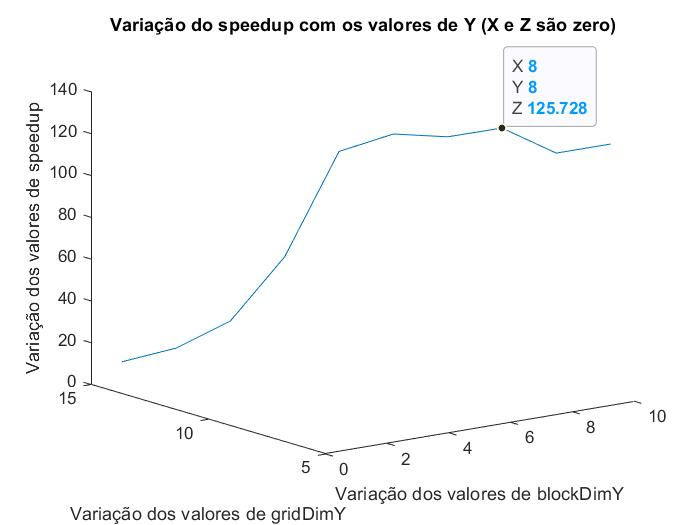 Variação do speedup com os valores de Y (X e Z são zero)
X 8
Y 8
Z 125.728
140
120
100
80
60
40
20
0
Variação dos valores de speedup
15
10
5
Variação dos valores de gridDimY
0
2
4
6
8
10
Variação dos valores de blockDimY